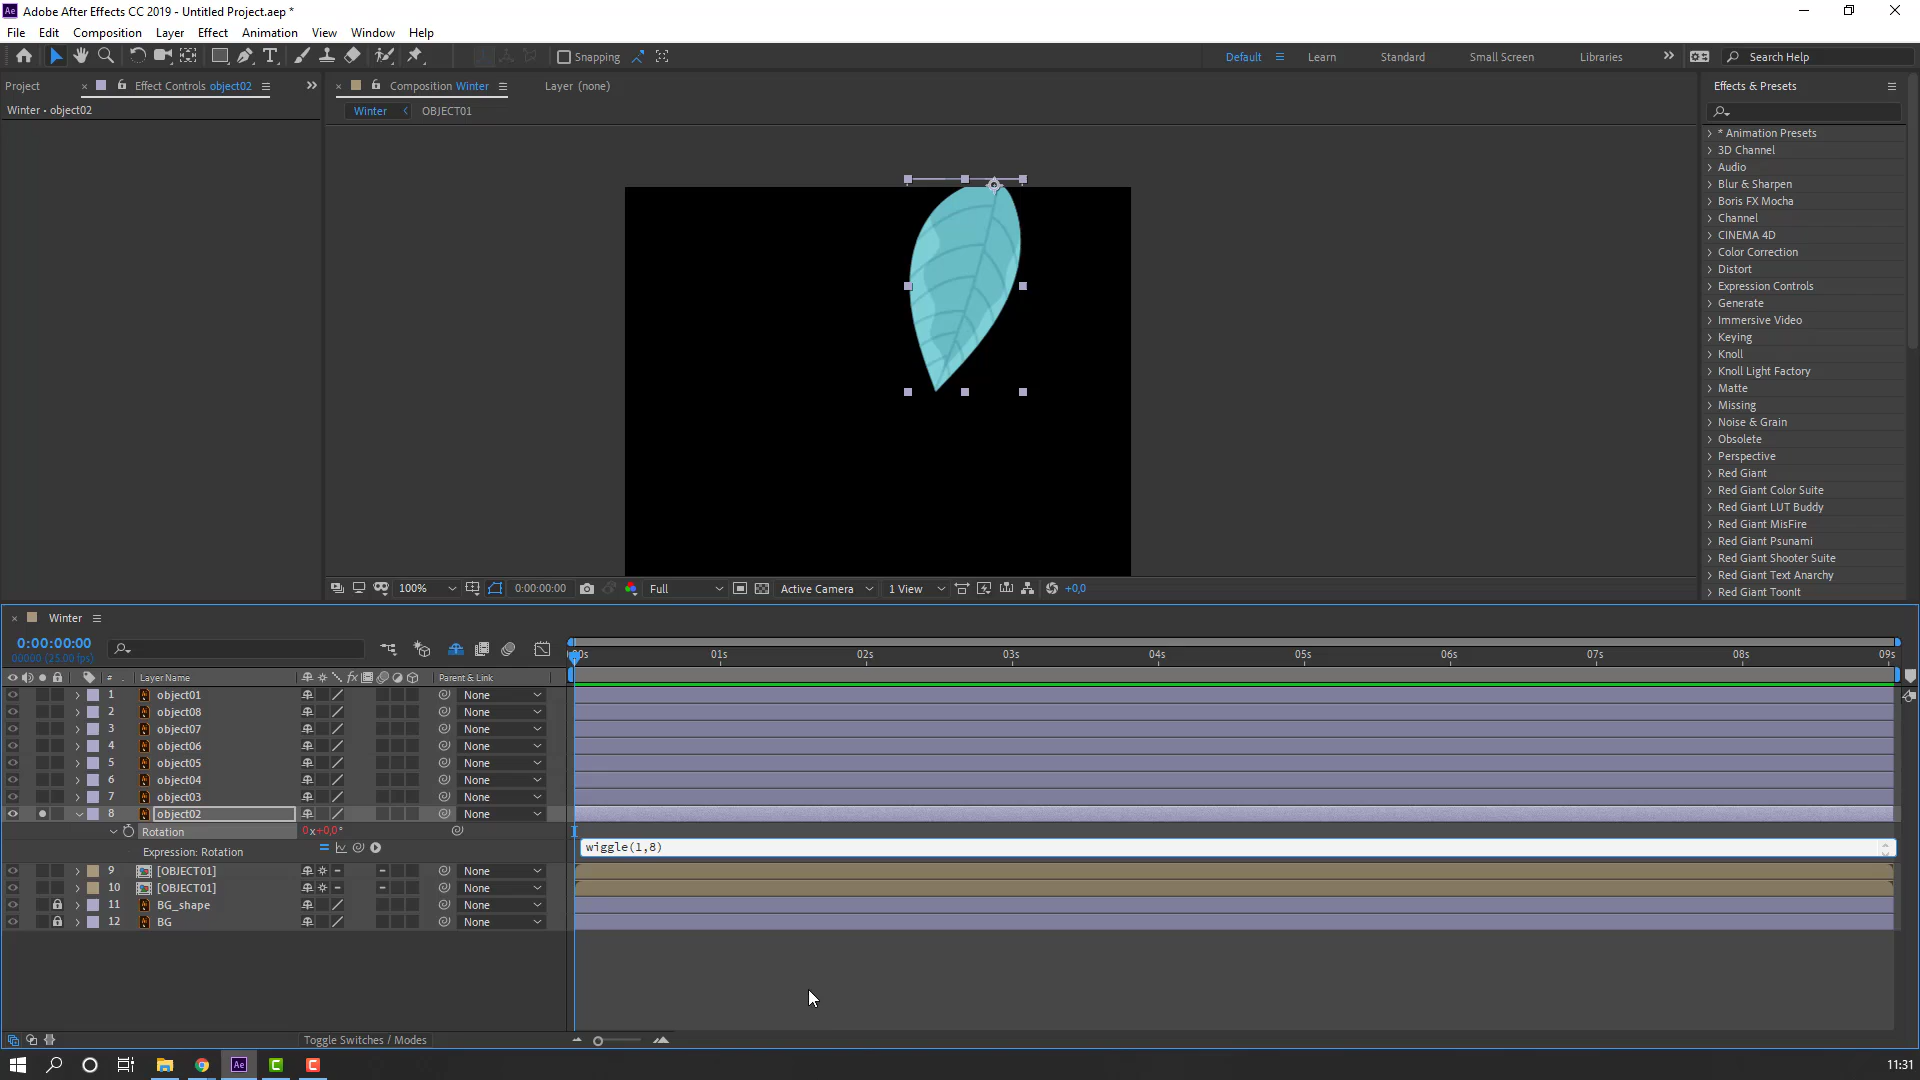 Adobe After Effects CC 2019 - Untitled Project.aep *
File Edit Composition Layer Effect Animation View Window Help
Snapping
Default Learn Standard Small Screen Libraries Search Help
Project Effect Controls object02
Composition Winter Layer (none)
Effects & Presets
Winter • object02
Winter OBJECT01
* Animation Presets
3D Channel
Audio
Blur & Sharpen
Boris FX Mocha
Channel
CINEMA 4D
Color Correction
Distort
Expression Controls
Generate
Immersive Video
Keying
Knoll
Knoll Light Factory
Matte
Missing
Noise & Grain
Obsolete
Perspective
Red Giant
Red Giant Color Suite
Red Giant LUT Buddy
Red Giant MisFire
Red Giant Psunami
Red Giant Shooter Suite
Red Giant Text Anarchy
Red Giant ToonIt
100% 0:00:00:00 Full Active Camera 1 View +0,0
Winter
0:00:00:00
00000 (25.00 fps)
:00s 01s 02s 03s 04s 05s 06s 07s 08s 09s
# Layer Name Parent & Link
1 object01 None
2 object08 None
3 object07 None
4 object06 None
5 object05 None
6 object04 None
7 object03 None
8 object02 None
Rotation 0x+0,0°
Expression: Rotation wiggle(1,8)
9 [OBJECT01] None
10 [OBJECT01] None
11 BG_shape None
12 BG None
Toggle Switches / Modes
11:31